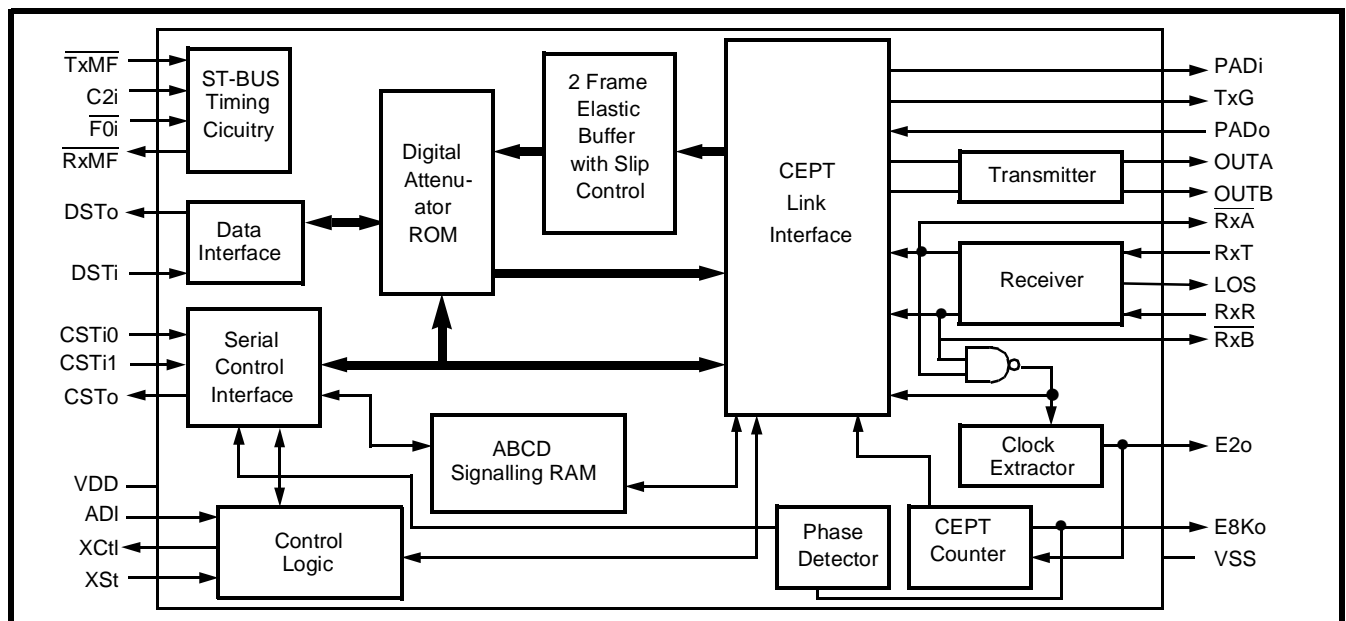 TxMF
C2i
F0i
RxMF
DSTo
DSTi
CSTi0
CSTi1
CSTo
VDD
ADI
XCtl
XSt
ST-BUS
Timing
Cicuitry
Data
Interface
Serial
Control
Interface
Control
Logic
Digital
Attenu-
ator
ROM
2 Frame
Elastic
Buffer
with Slip
Control
ABCD
Signalling RAM
CEPT
Link
Interface
Phase
Detector
CEPT
Counter
Transmitter
Receiver
Clock
Extractor
PADi
TxG
PADo
OUTA
OUTB
RxA
RxT
LOS
RxR
RxB
E2o
E8Ko
VSS